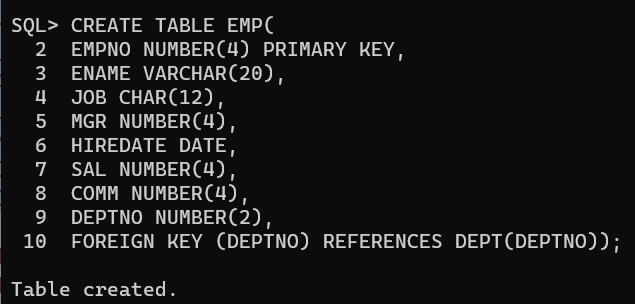 SQL> CREATE TABLE EMP(
2 EMPNO NUMBER(4) PRIMARY KEY,
3 ENAME VARCHAR(20),
4 JOB CHAR(12),
5 MGR NUMBER(4),
6 HIREDATE DATE,
7 SAL NUMBER(4),
8 COMM NUMBER(4),
9 DEPTNO NUMBER(2),
10 FOREIGN KEY (DEPTNO) REFERENCES DEPT(DEPTNO));
Table created.